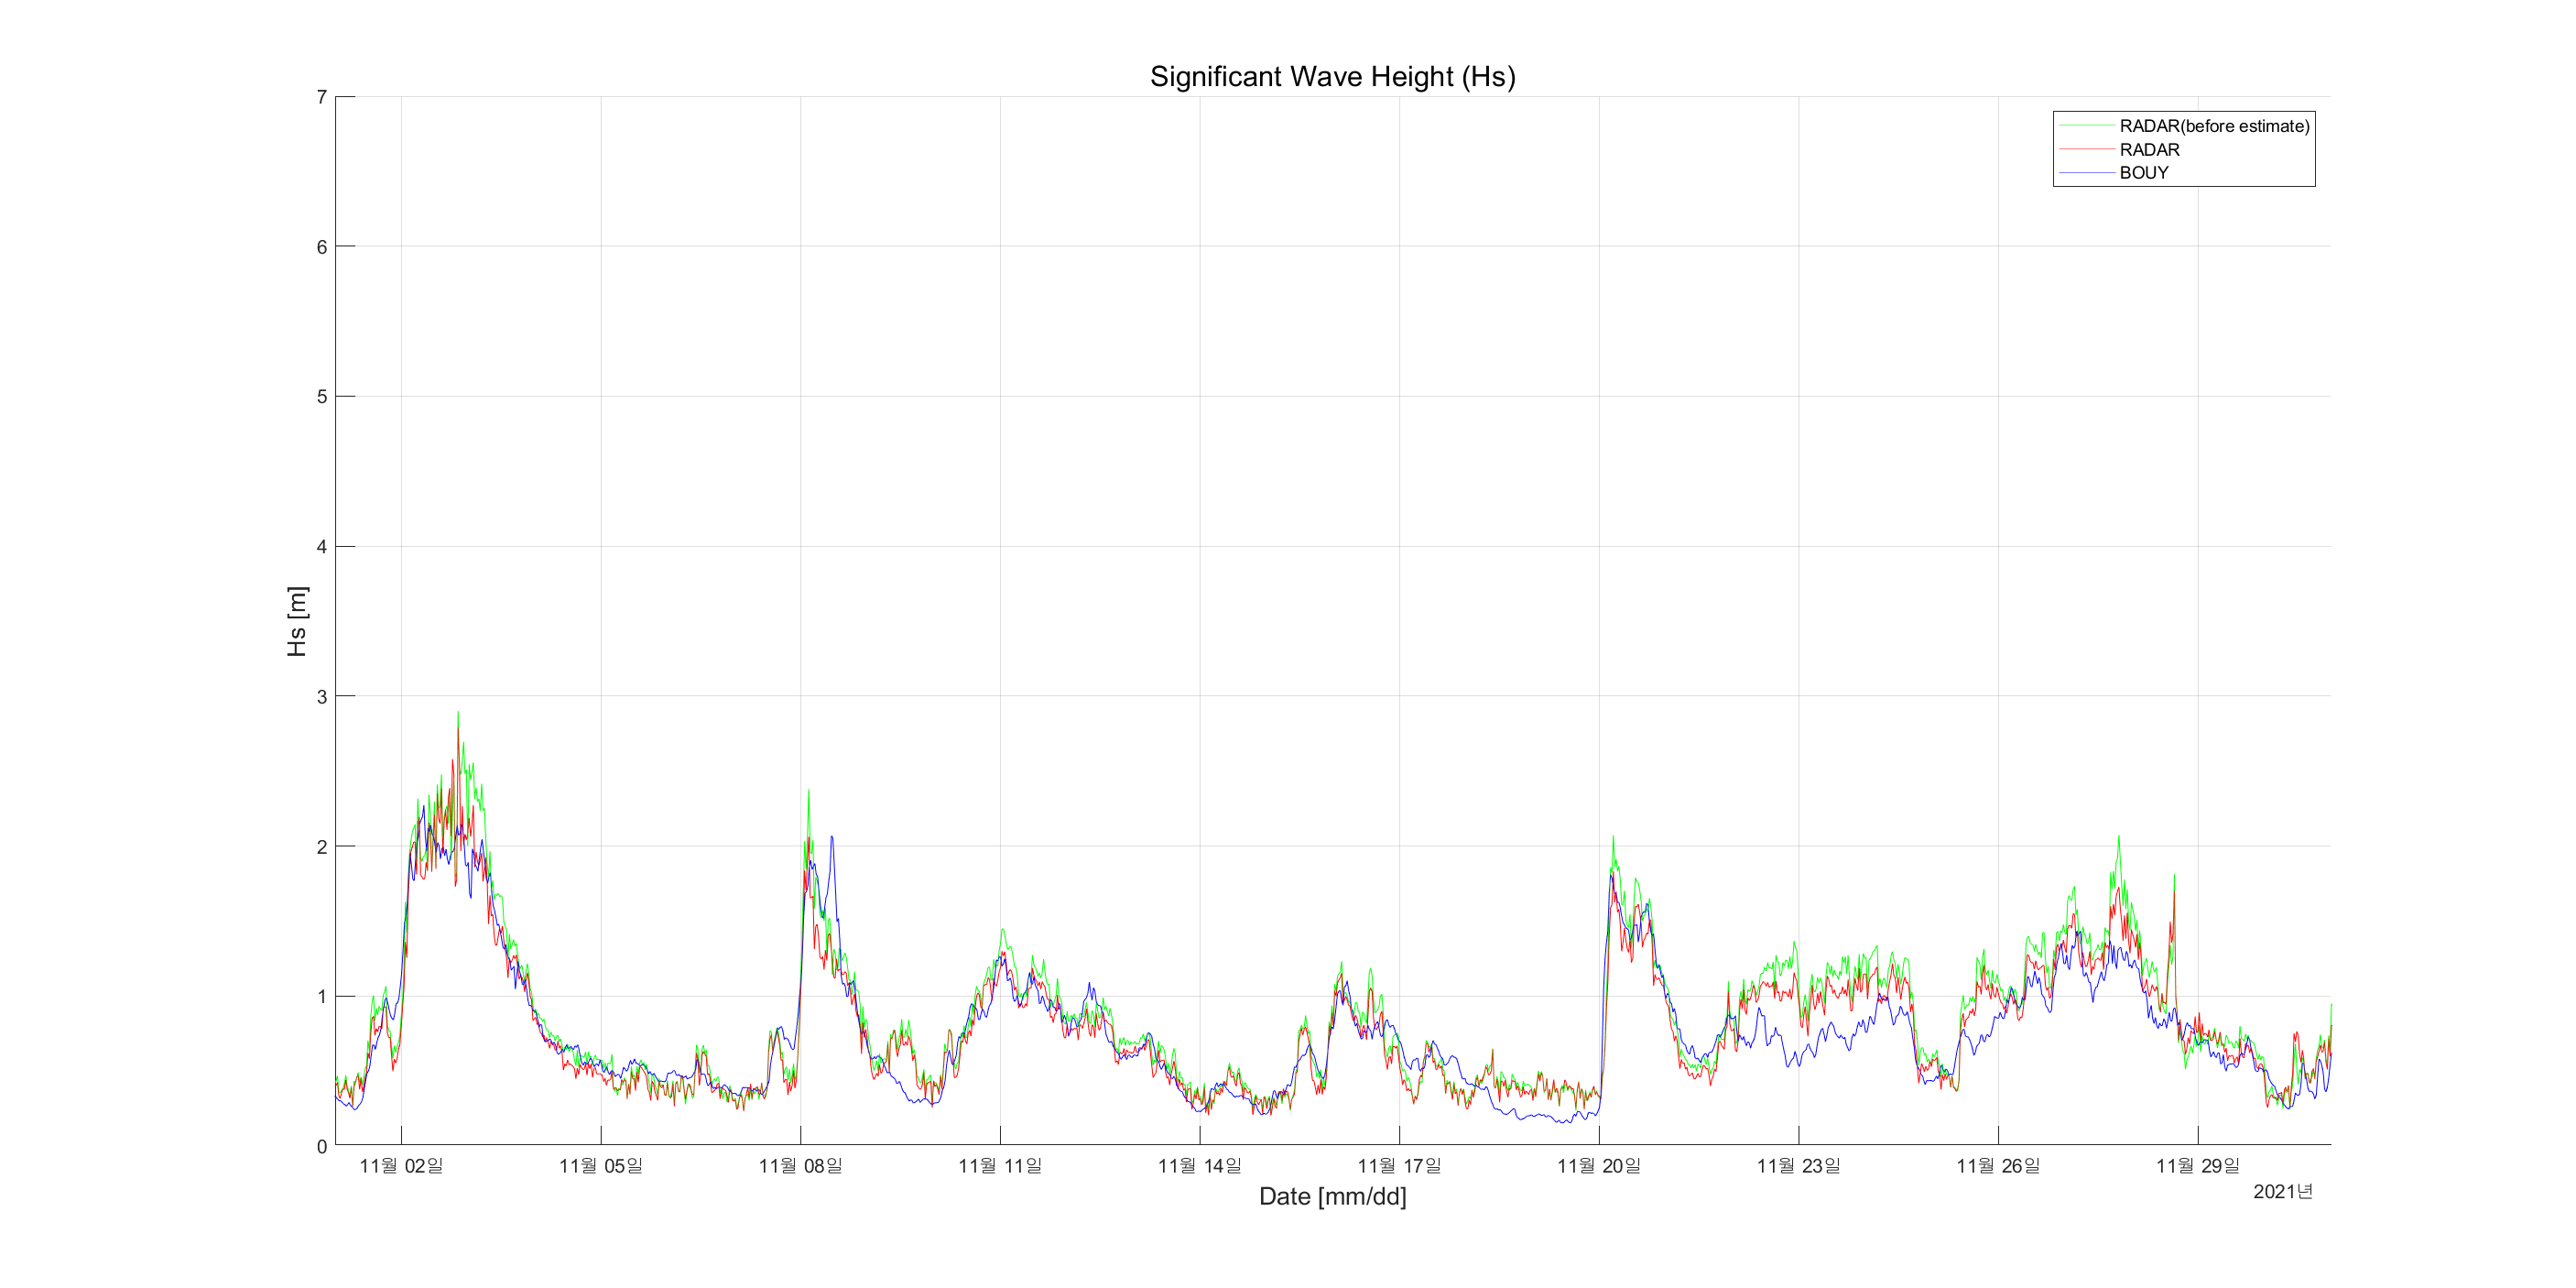 Significant Wave Height (Hs)
7
6
5
4
3
2
1
0
Hs [m]
RADAR(before estimate)
RADAR
BOUY
11월 02일 11월 05일 11월 08일 11월 11일 11월 14일 11월 17일 11월 20일 11월 23일 11월 26일 11월 29일
Date [mm/dd]
2021년